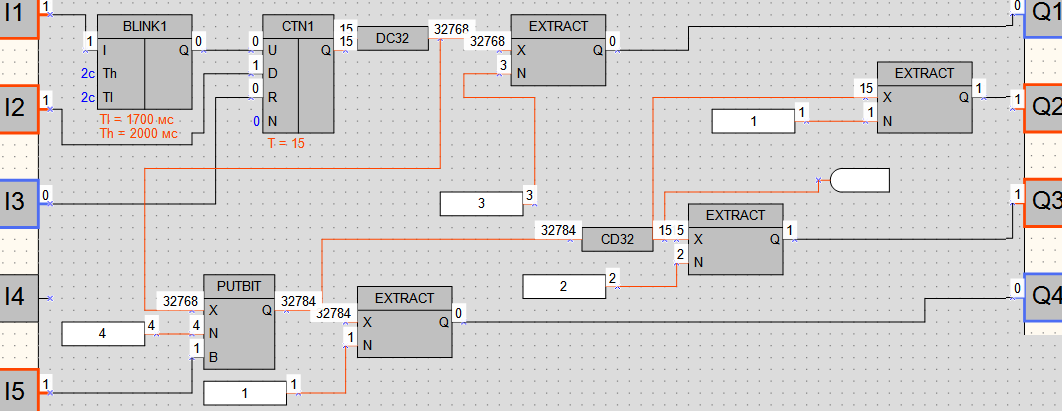 I1
1
BLINK1
1
I
Q
0
2с
Th
2с
Tl
Tl = 1700 мс
Th = 2000 мс
CTN1
0
U
Q
15
15
1
D
0
R
0
N
T = 15
DC32
32768
32768
EXTRACT
X
Q
0
3
N
0
Q1
I2
1
EXTRACT
15
X
Q
1
1
1
1
N
1
Q2
I3
0
3
3
1
Q3
32784
CD32
15
5
EXTRACT
X
Q
1
2
N
2
2
I4
PUTBIT
32768
X
Q
32784
4
4
4
N
1
B
32784
EXTRACT
X
Q
0
1
N
0
Q4
I5
1
1
1